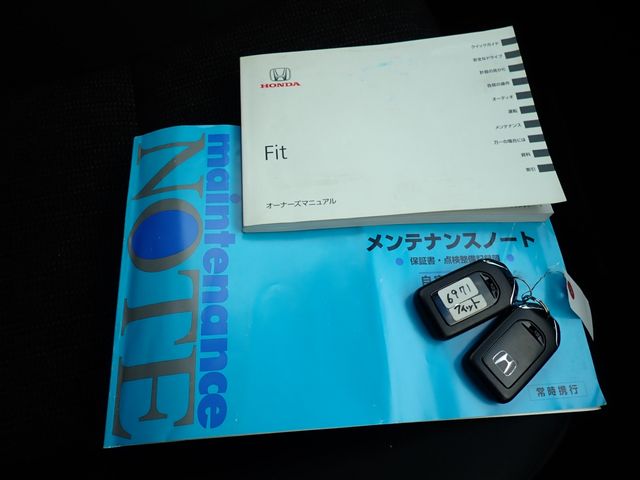 HONDA
Fit
オーナーズマニュアル
クイックガイド
安全なドライブ
計器の見かた
各部の操作
オーディオ
運転
メンテナンス
万一の場合には
資料
索引
maintenance
NOTE
メンテナンスノート
保証書・点検整備記録簿
6971
フィット
常時携行